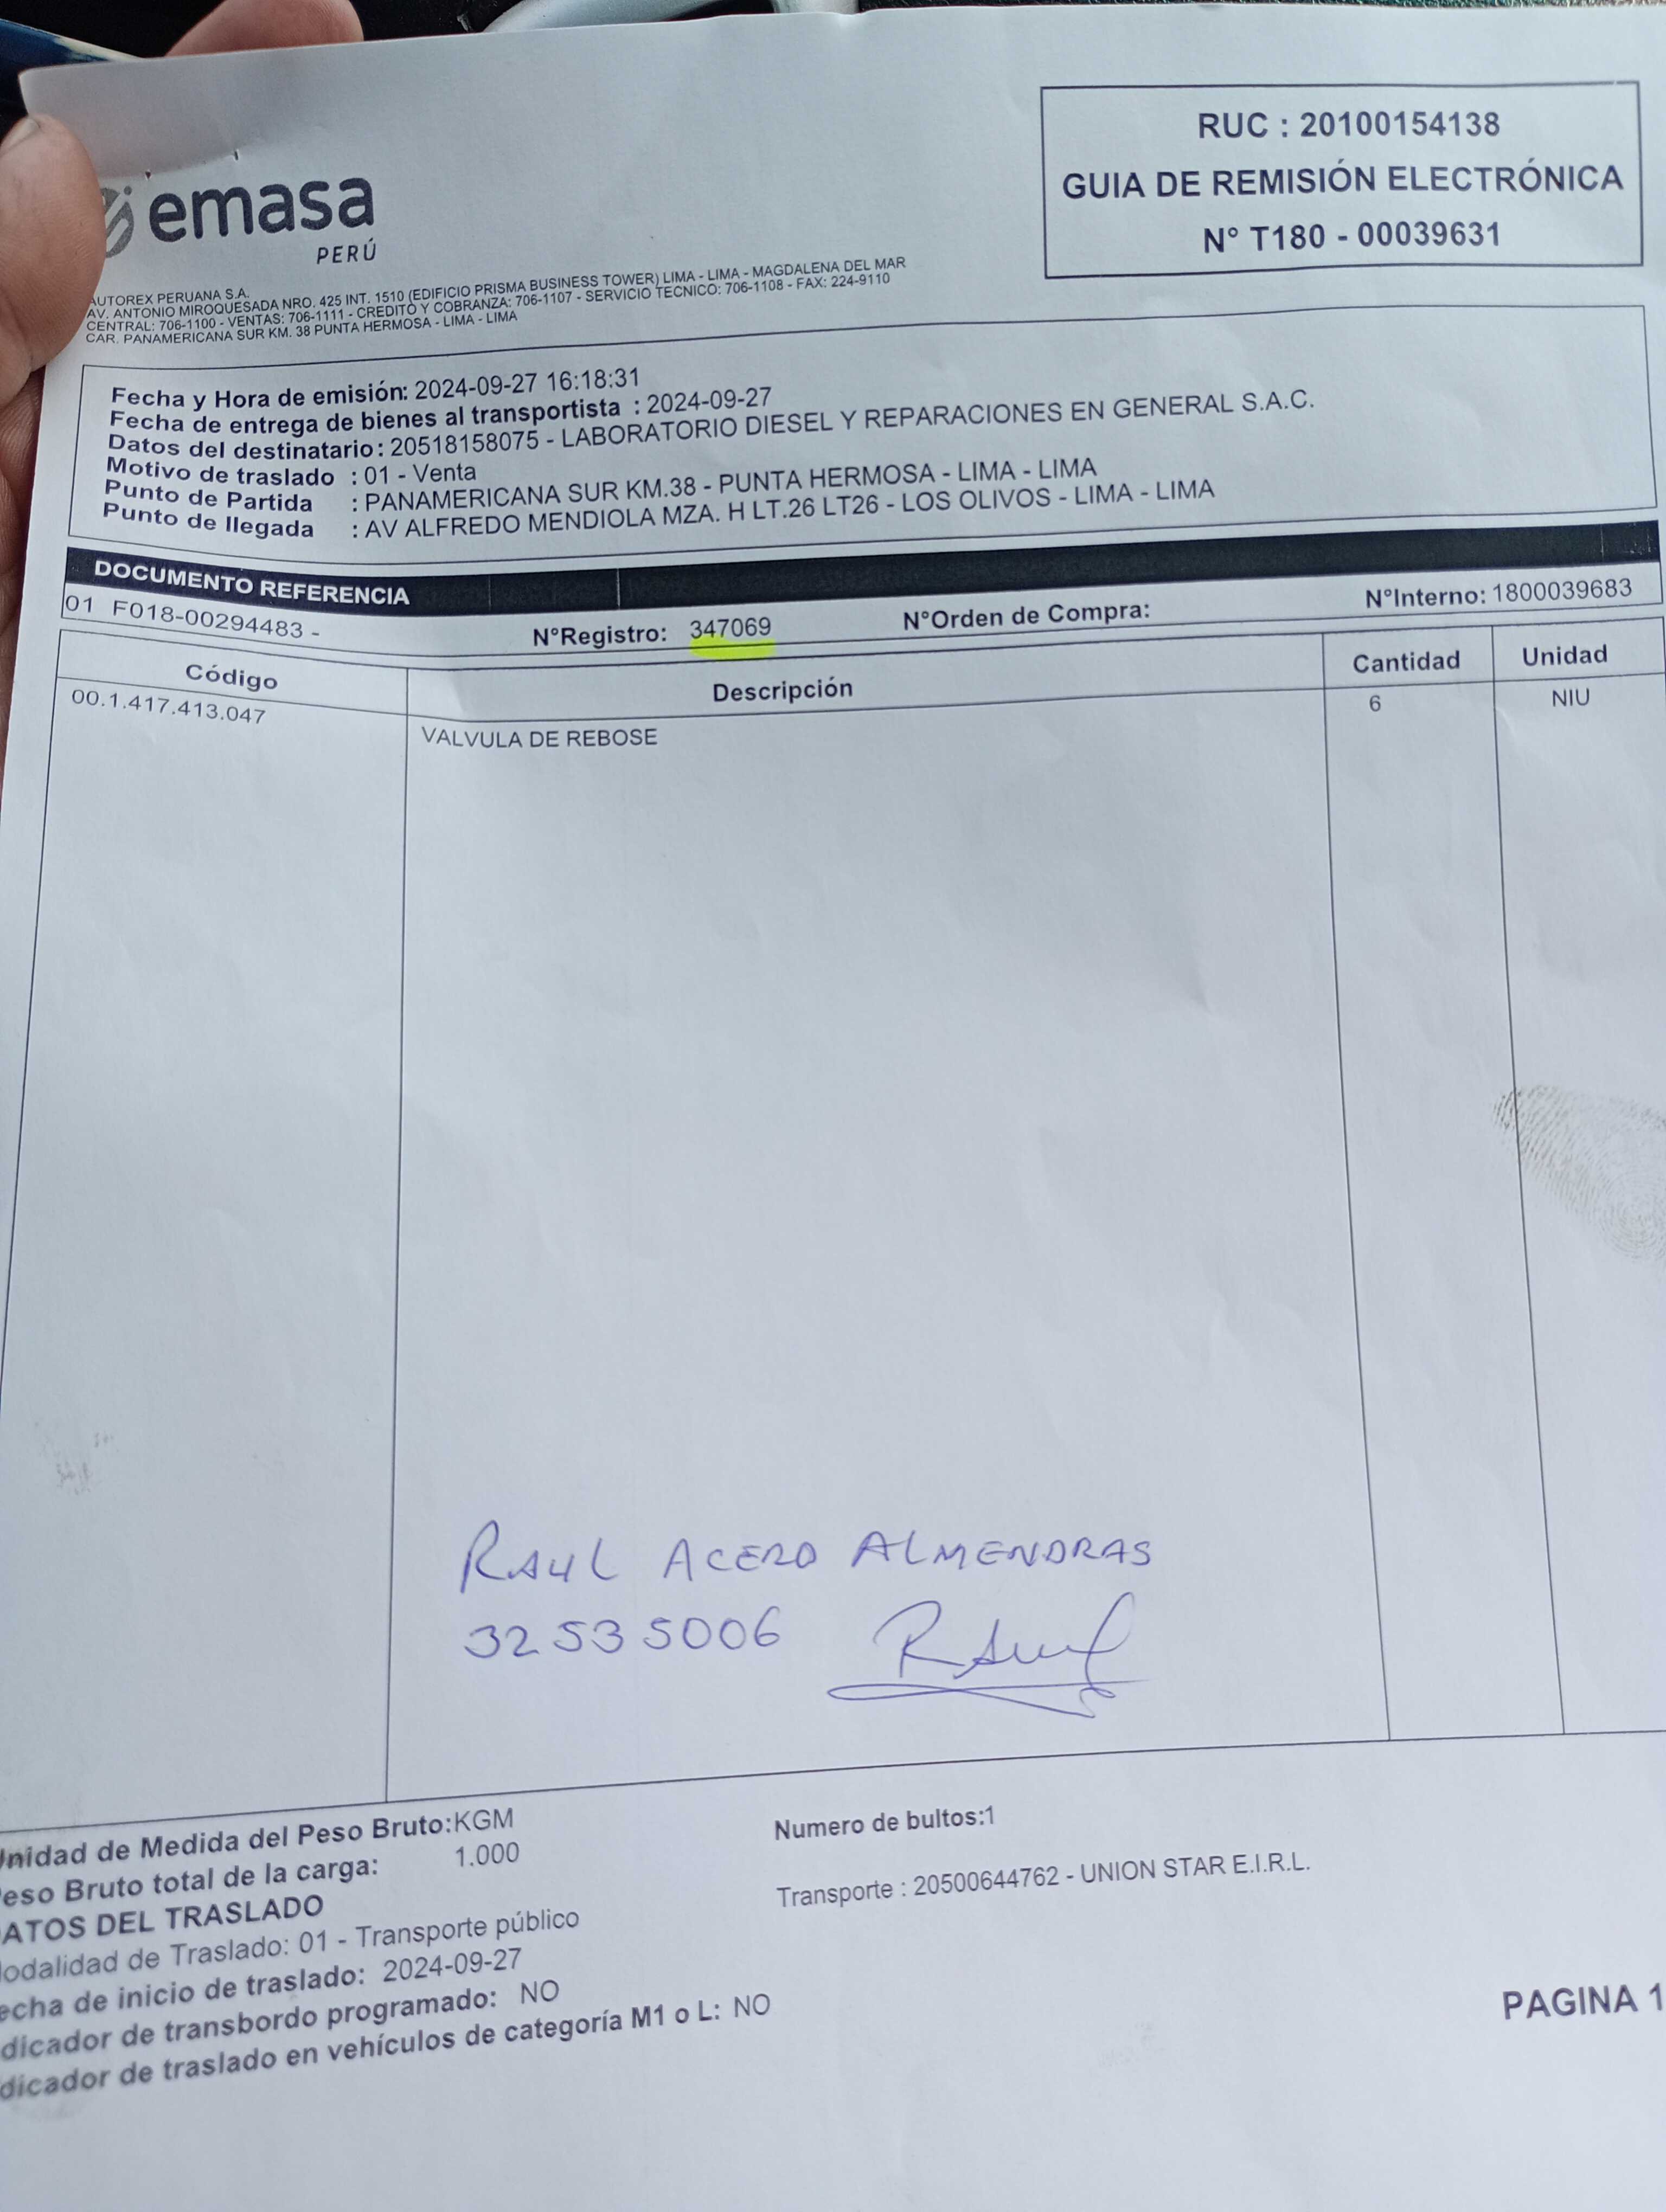 RUC : 20100154138
GUIA DE REMISIÓN ELECTRÓNICA
N° T180 - 00039631
emasa
PERÚ
AUTOREX PERUANA S.A.
AV. ANTONIO MIROQUESADA NRO. 425 INT. 1510 (EDIFICIO PRISMA BUSINESS TOWER) LIMA - LIMA - MAGDALENA DEL MAR
CENTRAL: 706-1100 - VENTAS: 706-1111 - CREDITO Y COBRANZA: 706-1107 - SERVICIO TECNICO: 706-1108 - FAX: 224-9110
CAR. PANAMERICANA SUR KM. 38 PUNTA HERMOSA - LIMA - LIMA
Fecha y Hora de emisión: 2024-09-27 16:18:31
Fecha de entrega de bienes al transportista : 2024-09-27
Datos del destinatario : 20518158075 - LABORATORIO DIESEL Y REPARACIONES EN GENERAL S.A.C.
Motivo de traslado : 01 - Venta
Punto de Partida : PANAMERICANA SUR KM.38 - PUNTA HERMOSA - LIMA - LIMA
Punto de llegada : AV ALFREDO MENDIOLA MZA. H LT.26 LT26 - LOS OLIVOS - LIMA - LIMA
DOCUMENTO REFERENCIA
01 F018-00294483 - N°Registro: 347069 N°Orden de Compra: N°Interno: 1800039683
Código Descripción Cantidad Unidad
00.1.417.413.047 VALVULA DE REBOSE 6 NIU
RAUL ACERO ALMENDRAS
32535006 Raul
Unidad de Medida del Peso Bruto:KGM Numero de bultos:1
Peso Bruto total de la carga: 1.000
Transporte : 20500644762 - UNION STAR E.I.R.L.
DATOS DEL TRASLADO
Modalidad de Traslado: 01 - Transporte público
echa de inicio de traslado: 2024-09-27
dicador de transbordo programado: NO
dicador de traslado en vehículos de categoría M1 o L: NO
PAGINA 1